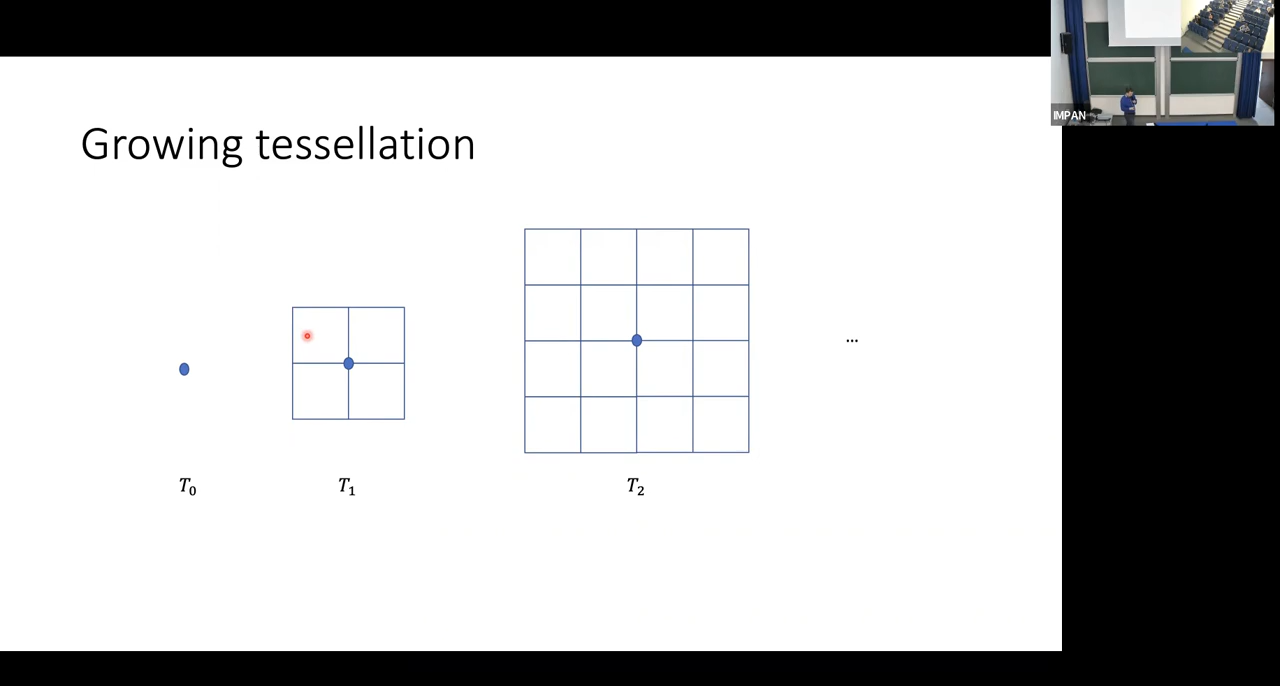 IMPAN
Growing tessellation
...
T₀
T₁
T₂